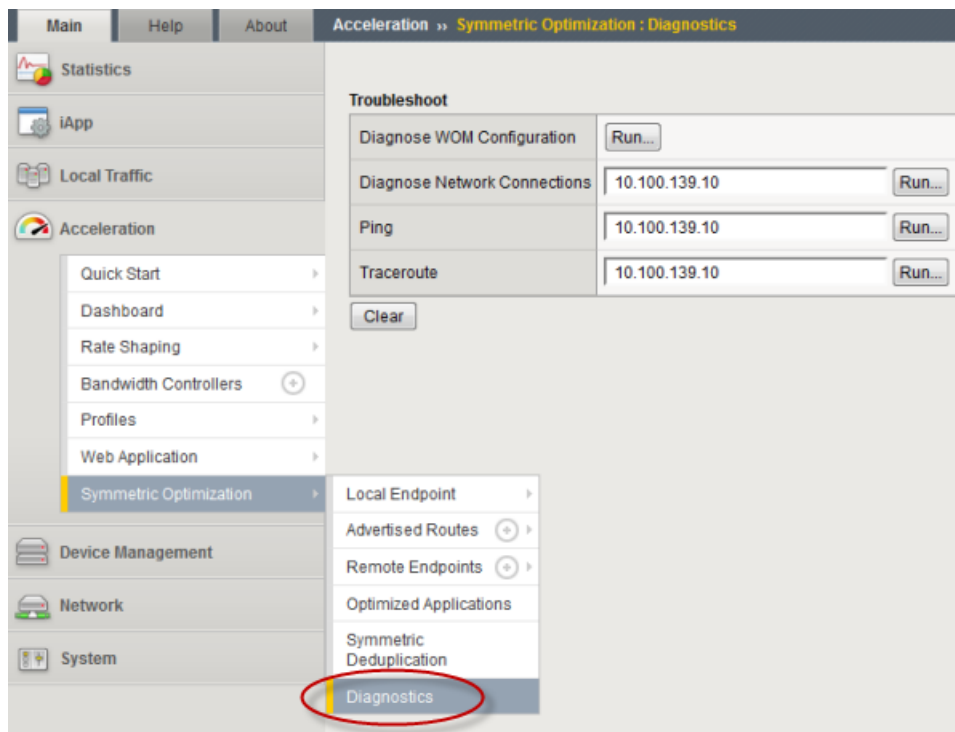 Main
Help
About
Acceleration ›› Symmetric Optimization : Diagnostics
Statistics
iApp
Local Traffic
Acceleration
Quick Start
Dashboard
Rate Shaping
Bandwidth Controllers
Profiles
Web Application
Symmetric Optimization
Device Management
Network
System
Local Endpoint
Advertised Routes
Remote Endpoints
Optimized Applications
Symmetric
Deduplication
Diagnostics
Troubleshoot
Diagnose WOM Configuration
Run...
Diagnose Network Connections
10.100.139.10
Run...
Ping
10.100.139.10
Run...
Traceroute
10.100.139.10
Run...
Clear